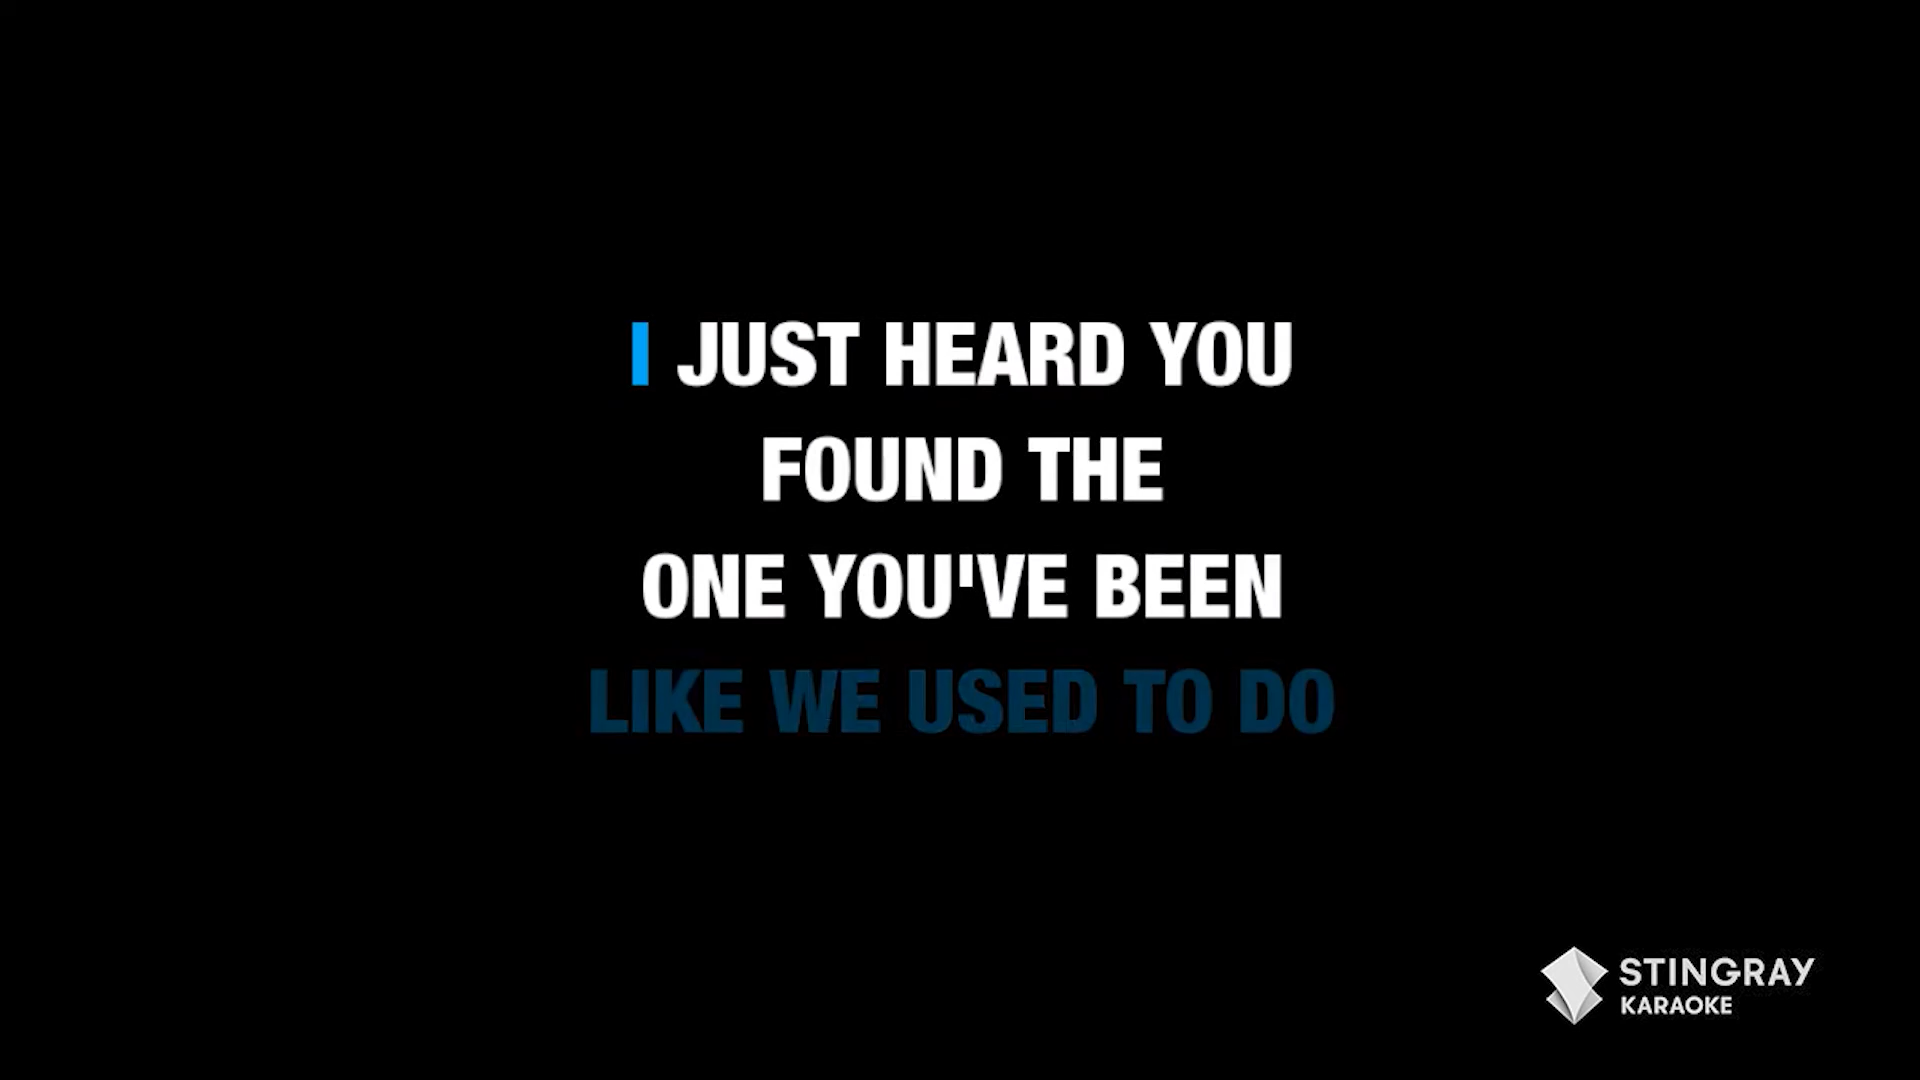 I JUST HEARD YOU
FOUND THE
ONE YOU'VE BEEN
LIKE WE USED TO DO
STINGRAY
KARAOKE